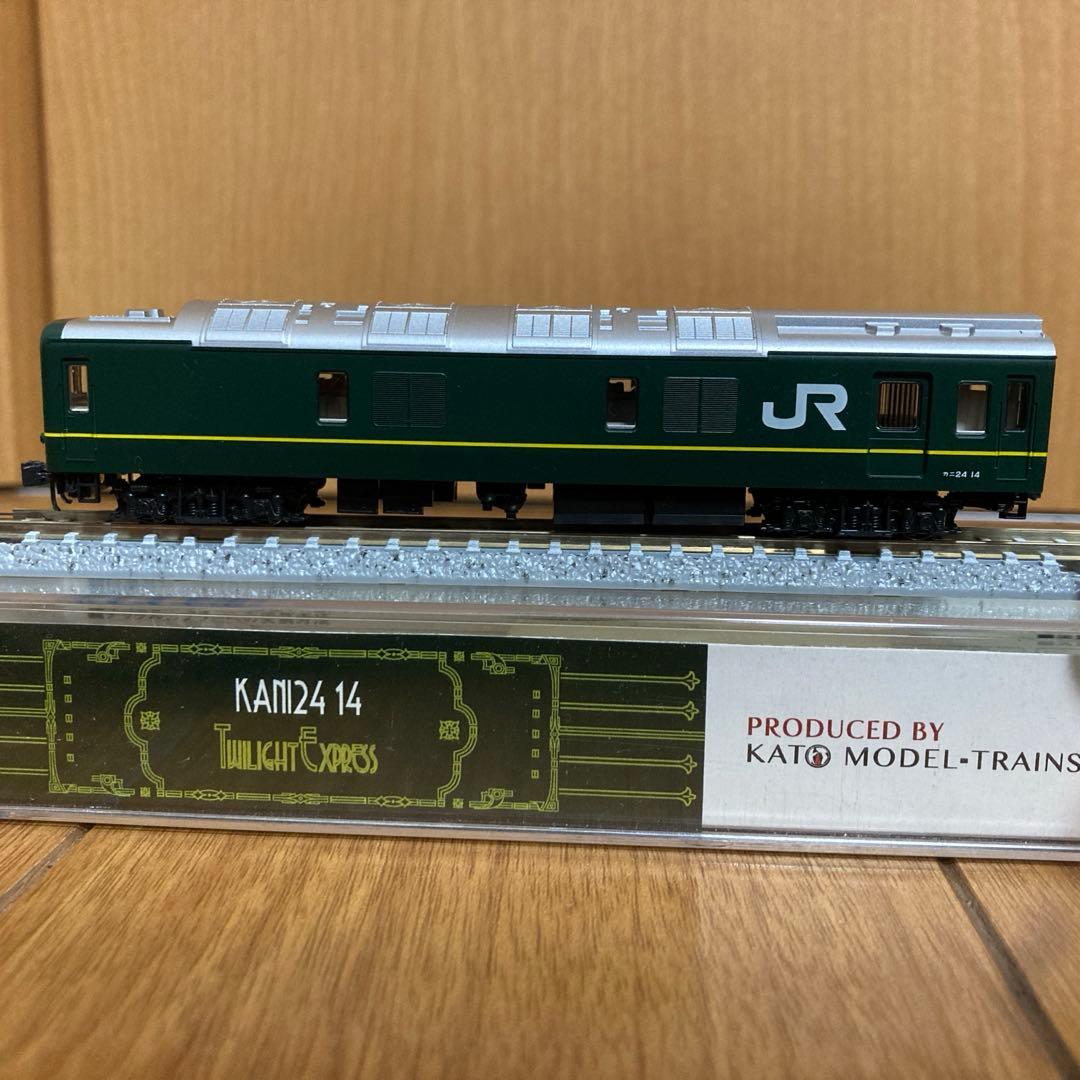 JR
カニ24 14
KANI24 14
TWILIGHT EXPRESS
PRODUCED BY
KATO MODEL-TRAINS